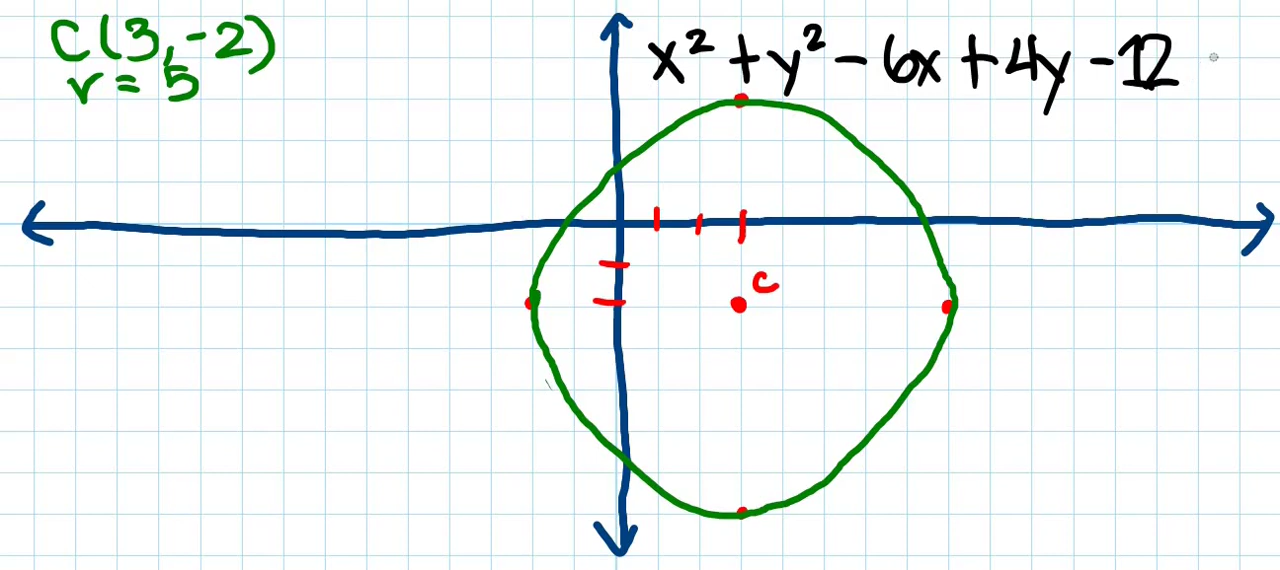 C(3,-2)
r = 5
x² + y² - 6x + 4y - 12
C